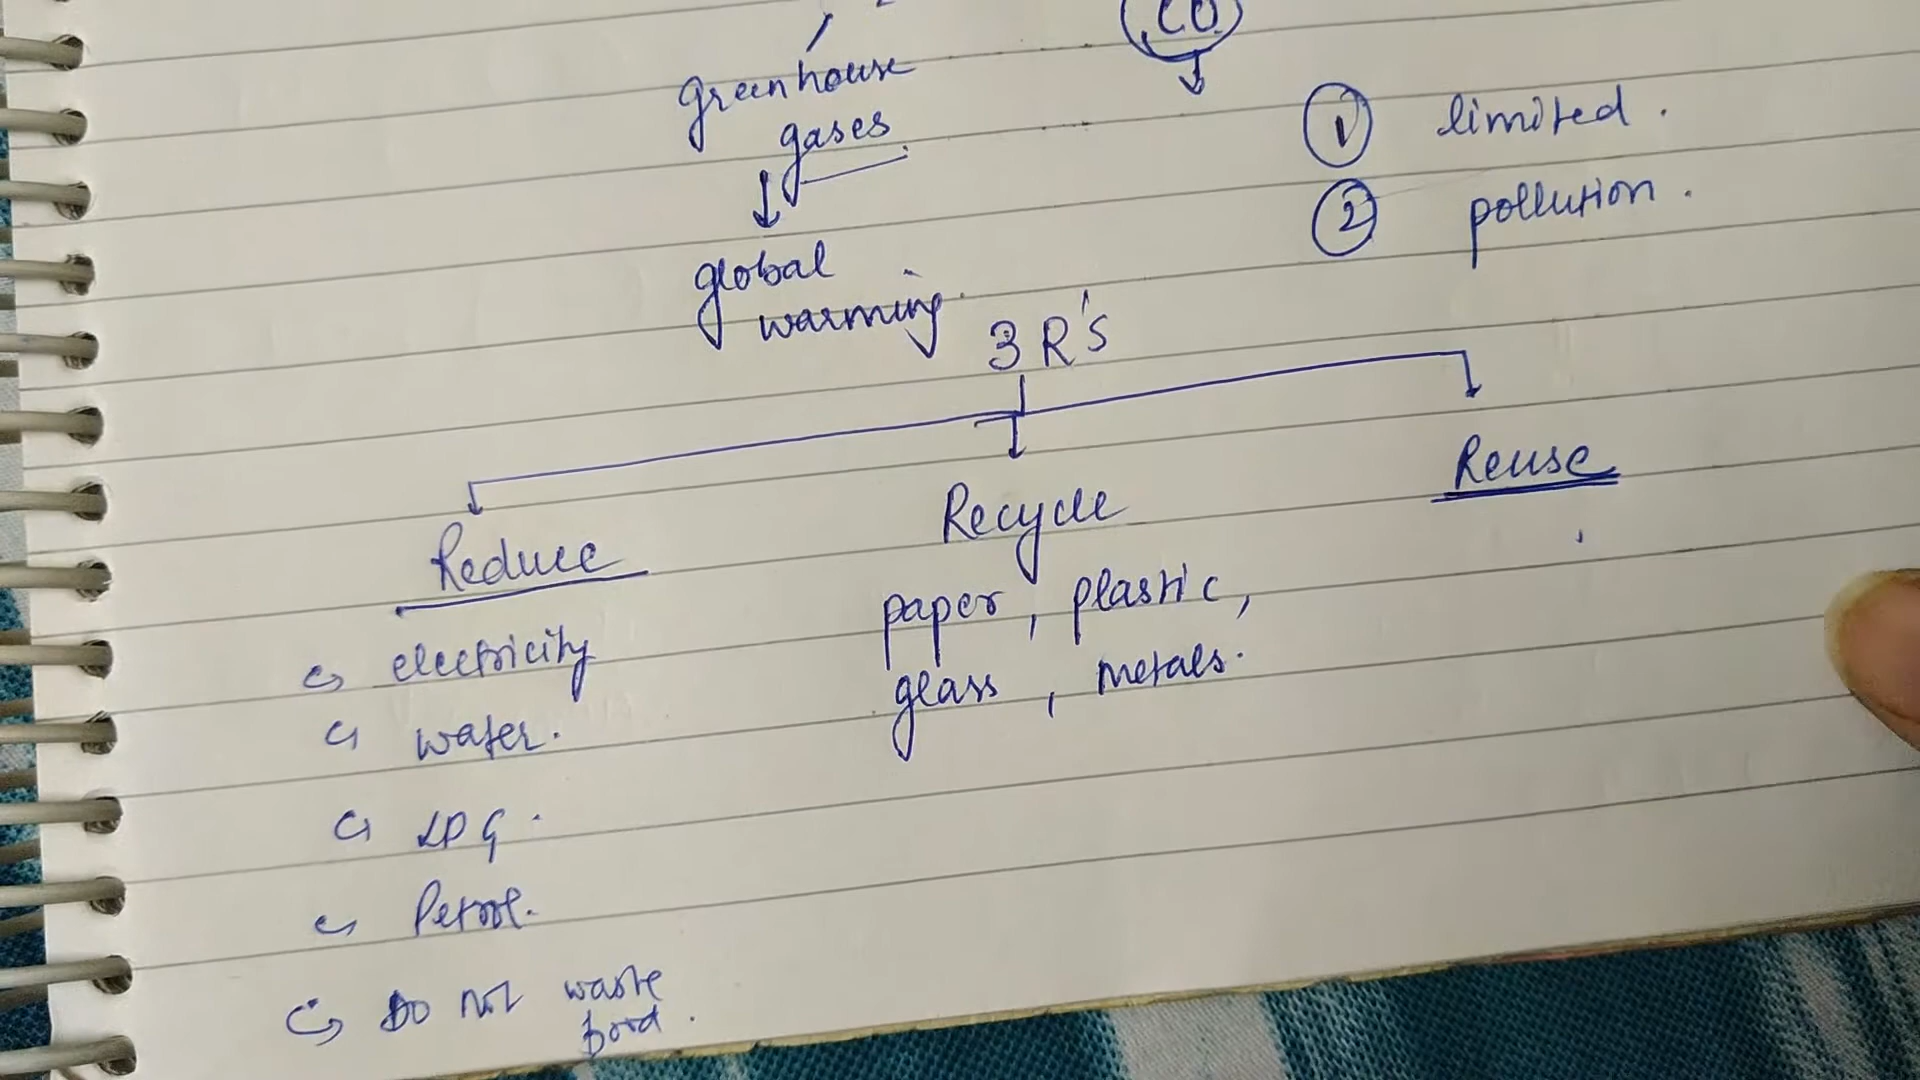 CO
greenhouse
gases
① limited.
② pollution.
global
warming.
3 R's
Reduce
Recycle
Reuse
electricity
water.
LPG.
Petrol.
Do not waste
food.
paper, plastic,
glass, metals.